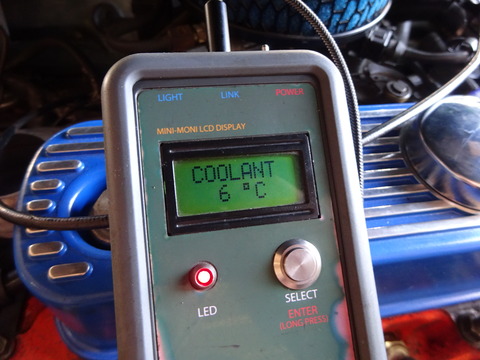 LIGHT LINK POWER
MINI-MONI LCD DISPLAY
COOLANT
6 °C
LED
SELECT
ENTER
(LONG PRESS)